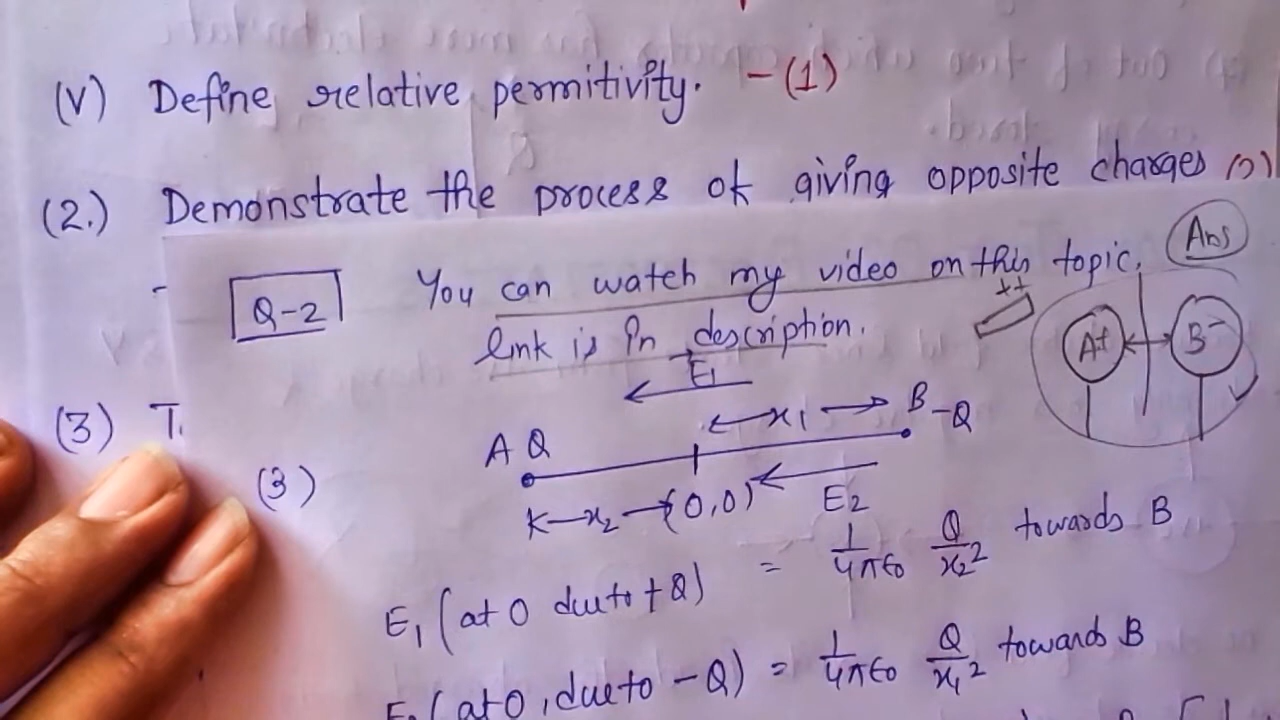 (V) Define relative permitivity. -(1)
(2.) Demonstrate the process of giving opposite charges
Q-2 You can watch my video on this topic, Ans
link is in description.
++
A+ B-
E₁
x₁ B -Q
(3)
A Q
(3)
x₂ (0,0) E₂
E₁ (at 0 due to +Q) = 1/4πε₀ Q/x₂² towards B
E₂ (at 0, due to -Q) = 1/4πε₀ Q/x₁² towards B